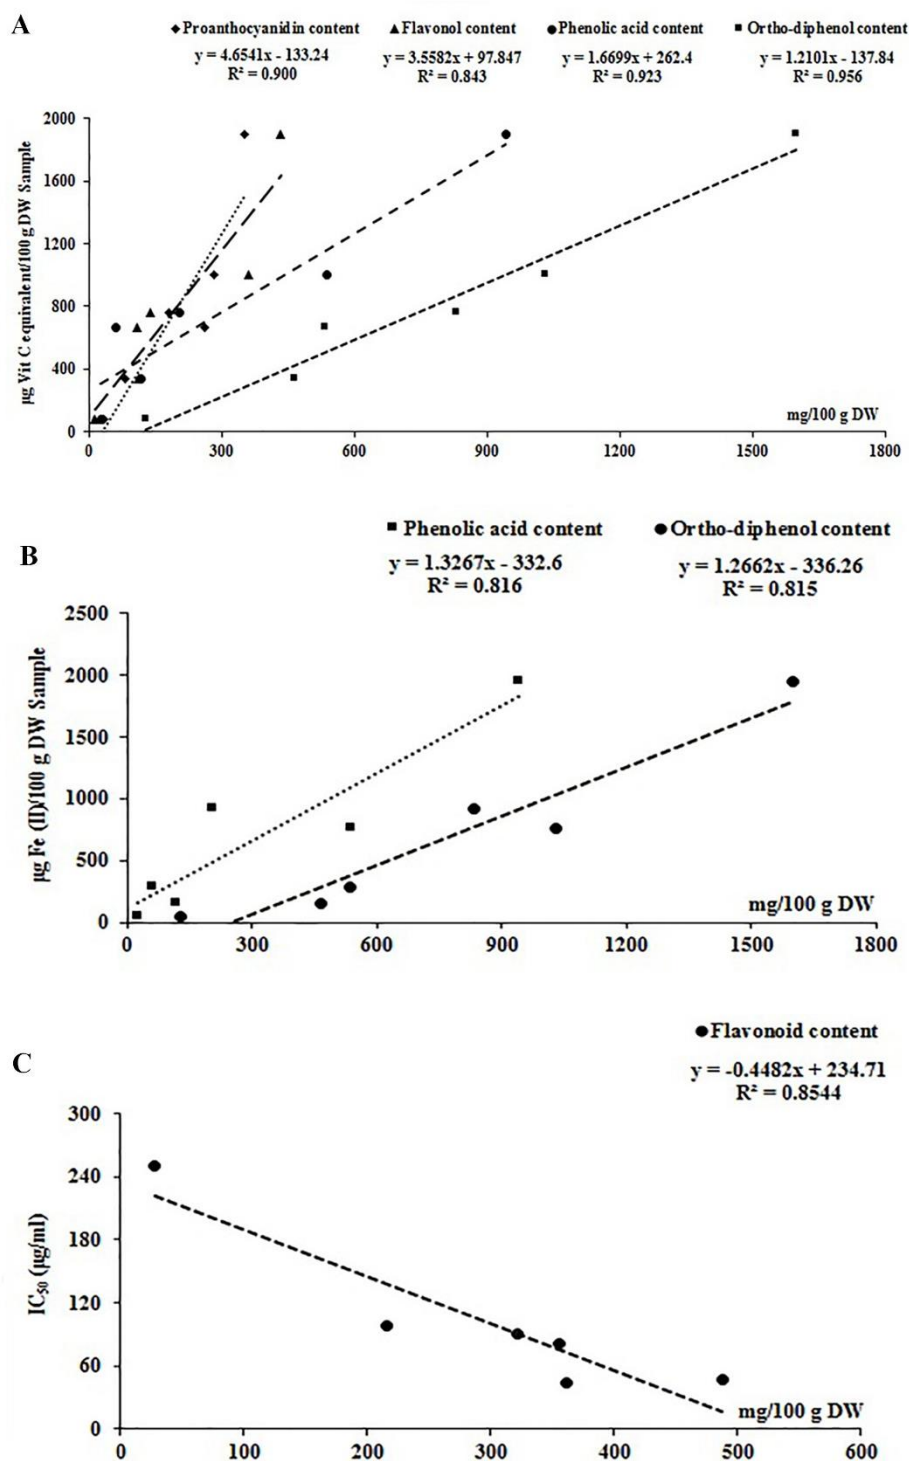 A
Proanthocyanidin content Flavonol content Phenolic acid content Ortho-diphenol content
y = 4.6541x - 133.24 y = 3.5582x + 97.847 y = 1.6699x + 262.4 y = 1.2101x - 137.84
R² = 0.900 R² = 0.843 R² = 0.923 R² = 0.956
µg Vit C equivalent/100 g DW Sample
2000
1600
1200
800
400
0
mg/100 g DW
0 300 600 900 1200 1500 1800
B
Phenolic acid content Ortho-diphenol content
y = 1.3267x - 332.6 y = 1.2662x - 336.26
R² = 0.816 R² = 0.815
µg Fe (II)/100 g DW Sample
2500
2000
1500
1000
500
0
mg/100 g DW
0 300 600 900 1200 1500 1800
C
Flavonoid content
y = -0.4482x + 234.71
R² = 0.8544
IC₅₀ (µg/ml)
300
240
180
120
60
0
mg/100 g DW
0 100 200 300 400 500 600